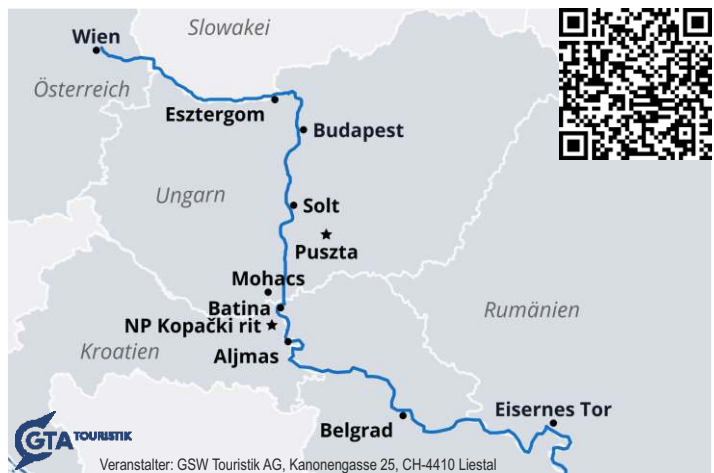 Slowakei
Wien
Österreich
Esztergom
Budapest
Ungarn
Solt
Puszta
Mohacs
Batina
Rumänien
NP Kopački rit
Kroatien
Aljmas
Belgrad
Eisernes Tor
GTA TOURISTIK
Veranstalter: GSW Touristik AG, Kanonengasse 25, CH-4410 Liestal